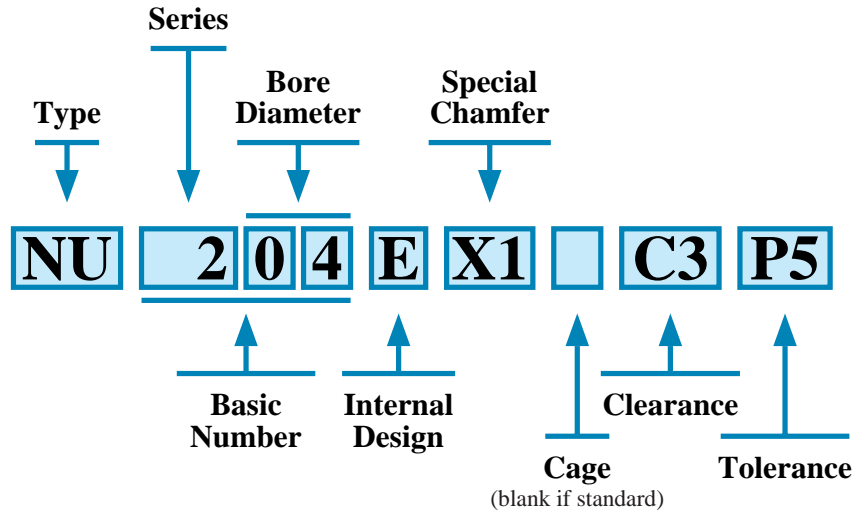 Series
Bore
Diameter
Special
Chamfer
Type
NU 2 0 4 E X1 C3 P5
Basic
Number
Internal
Design
Clearance
Cage
(blank if standard)
Tolerance